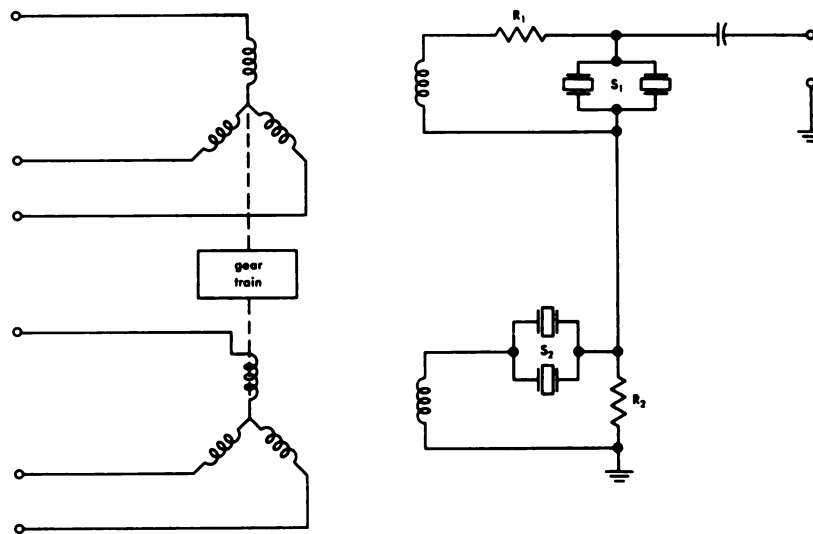 R₁
S₁
gear
train
S₂
R₂